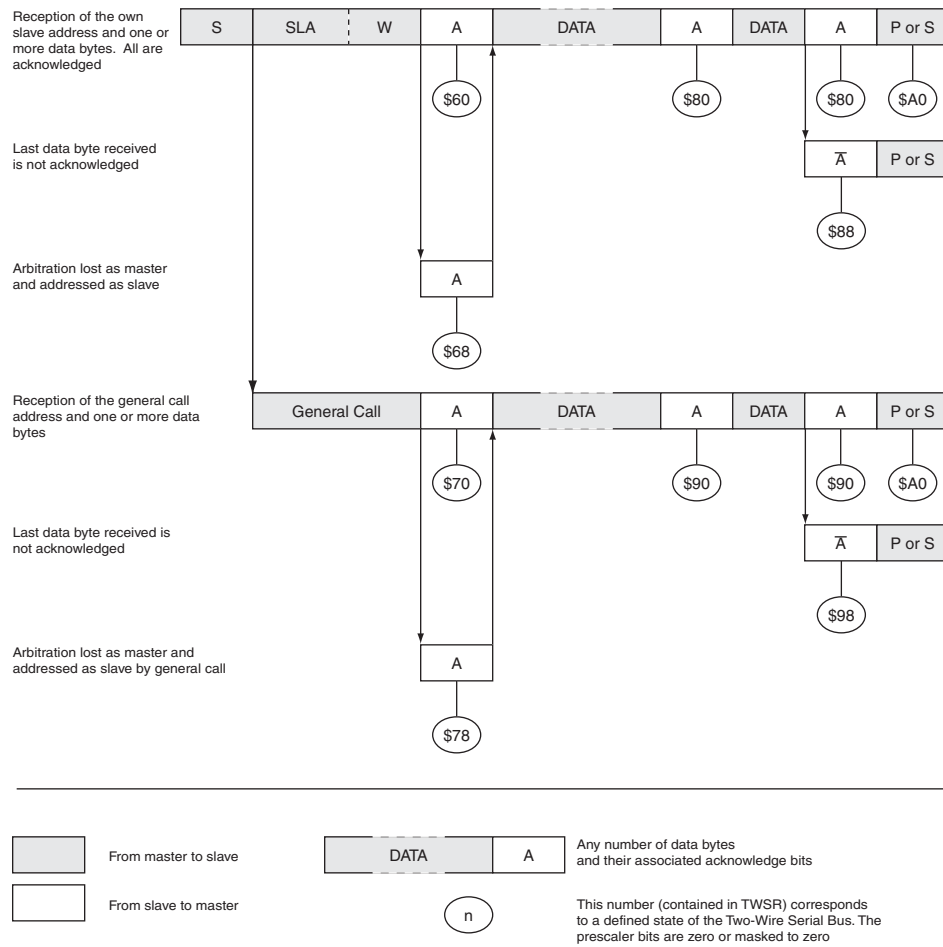 Reception of the own
slave address and one or
more data bytes.  All are
acknowledged
S SLA W A DATA A DATA A P or S
$60 $80 $80 $A0
Last data byte received
is not acknowledged
A̅ P or S
$88
Arbitration lost as master
and addressed as slave
A
$68
Reception of the general call
address and one or more data
bytes
General Call A DATA A DATA A P or S
$70 $90 $90 $A0
Last data byte received is
not acknowledged
A̅ P or S
$98
Arbitration lost as master and
addressed as slave by general call
A
$78
From master to slave
DATA A
Any number of data bytes
and their associated acknowledge bits
From slave to master
n
This number (contained in TWSR) corresponds
to a defined state of the Two-Wire Serial Bus. The
prescaler bits are zero or masked to zero